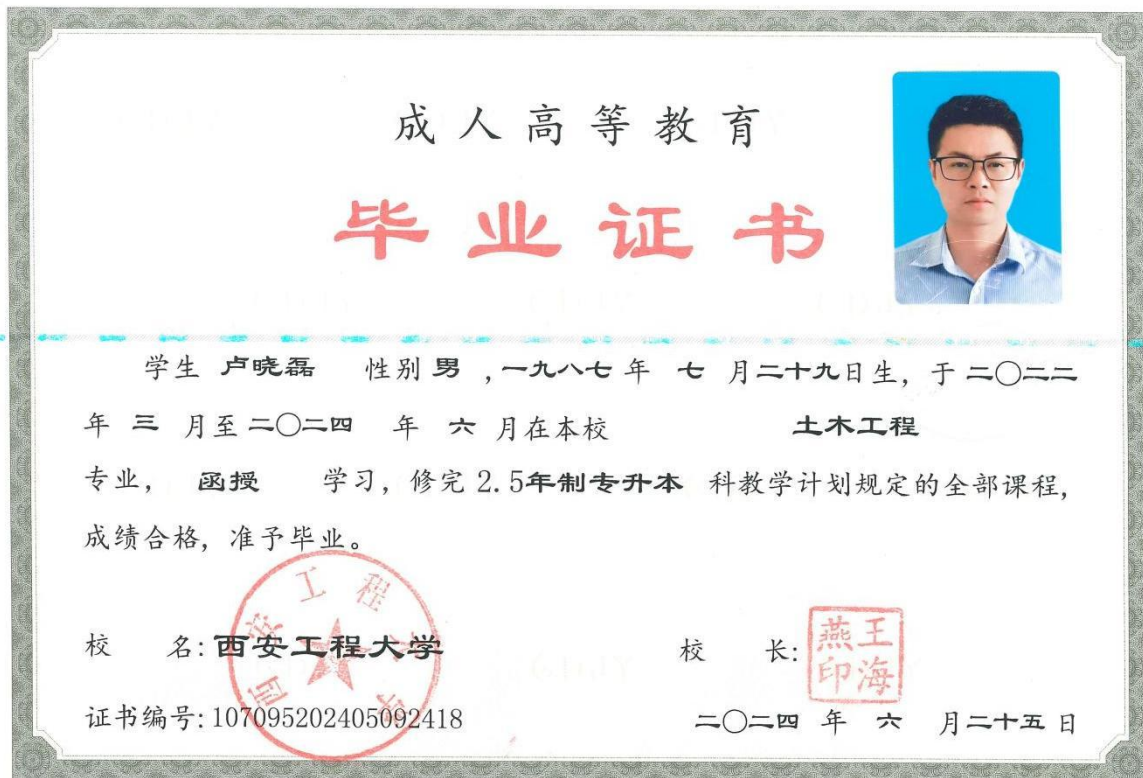 成人高等教育
毕业证书
学生 卢晓磊 性别 男 ,一九八七 年 七 月二十九日生, 于 二〇二二
年 三 月至 二〇二四 年 六 月在本校 土木工程
专业, 函授 学习, 修完 2.5年制专升本 科教学计划规定的全部课程,
成绩合格, 准予毕业。
西安工程大学
校 名: 西安工程大学
校 长: 王海燕印
证书编号: 107095202405092418
二〇二四 年 六 月二十五日